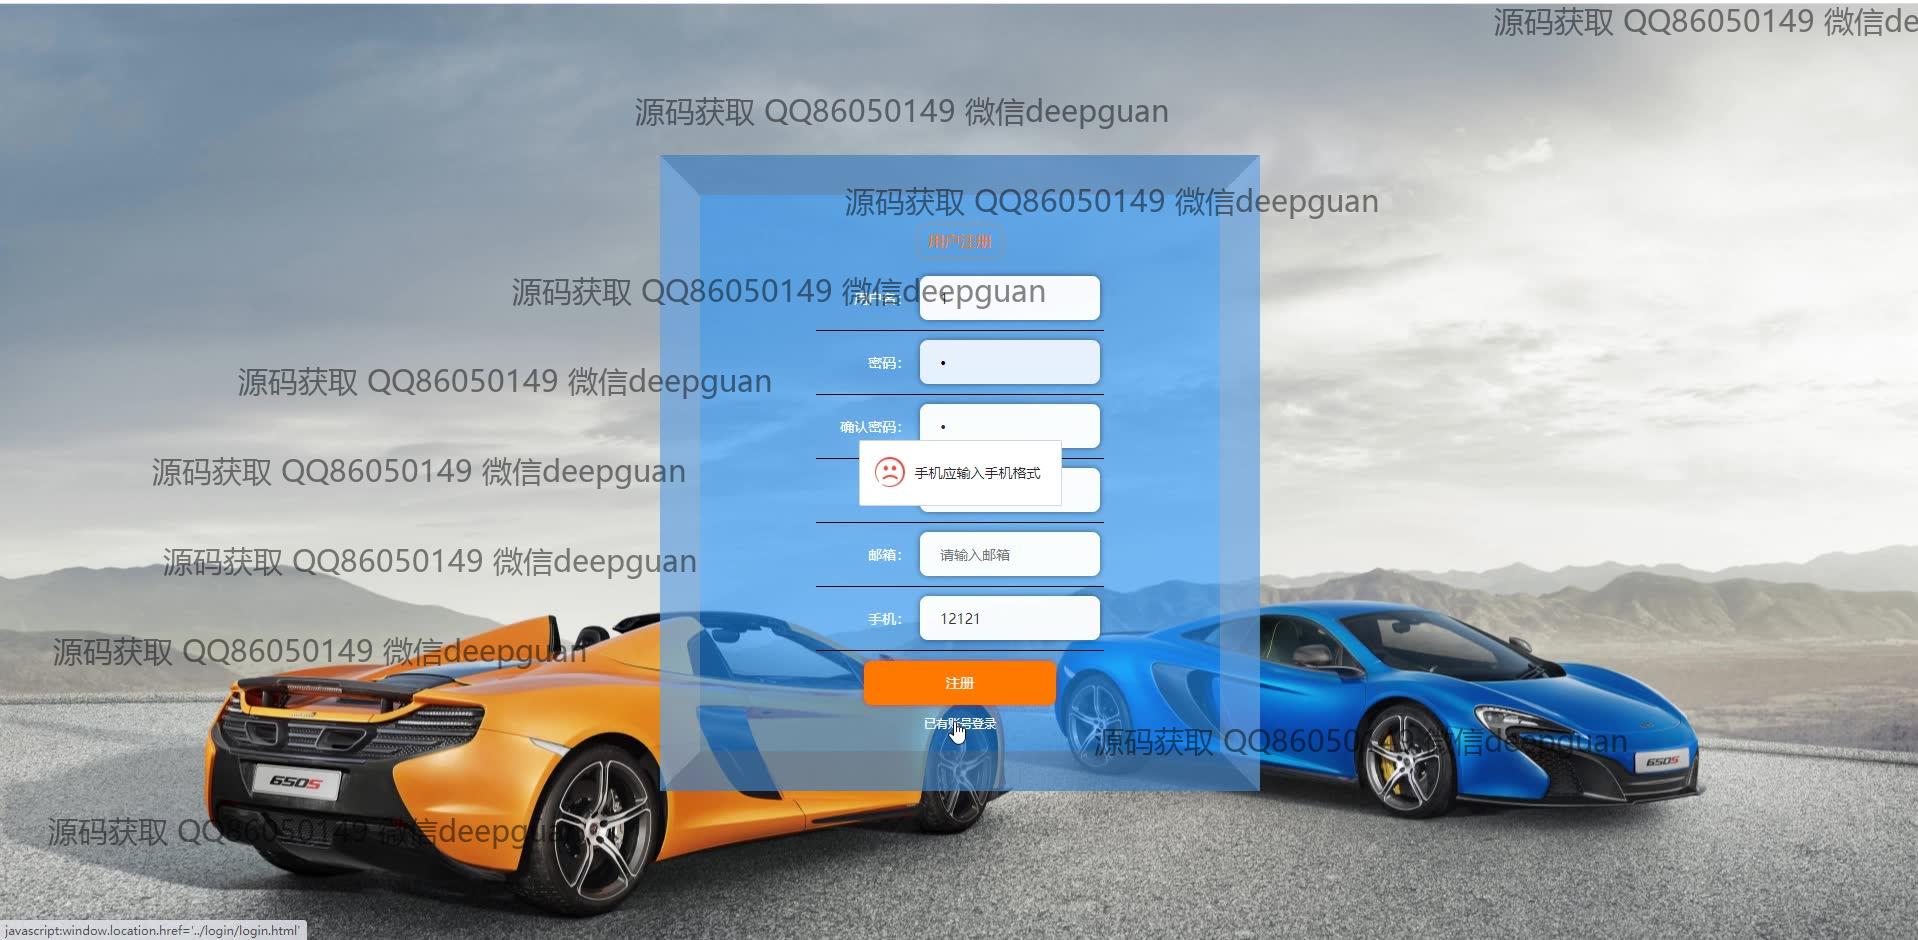 源码获取 QQ86050149 微信de
源码获取 QQ86050149 微信deepguan
源码获取 QQ86050149 微信deepguan
用户注册
源码获取 QQ86050149 微信deepguan
密码：
源码获取 QQ86050149 微信deepguan
确认密码：
源码获取 QQ86050149 微信deepguan
手机应输入手机格式
源码获取 QQ86050149 微信deepguan
邮箱：
请输入邮箱
手机：
12121
源码获取 QQ86050149 微信deepguan
注册
已有账号登录
源码获取 QQ86050149 微信deepguan
650S
650S
源码获取 QQ86050149 微信deepguan
javascript:window.location.href='../login/login.html'